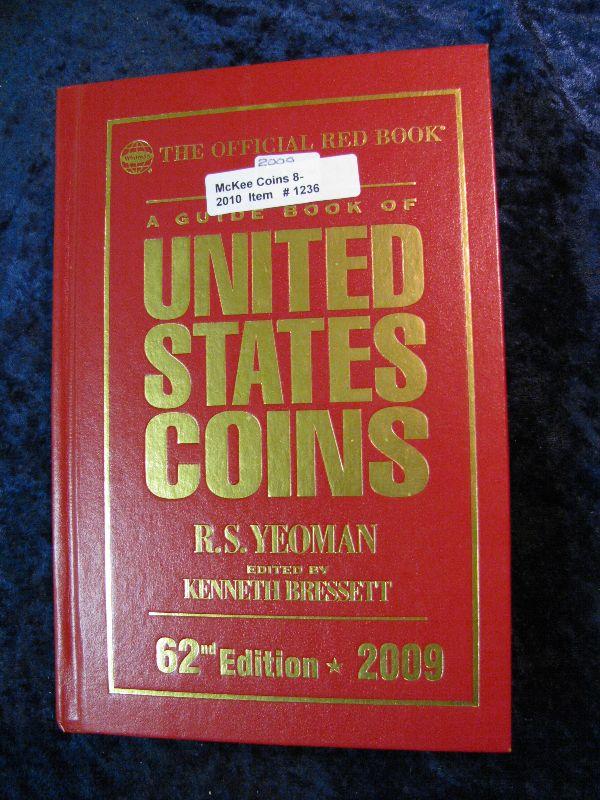 Whitman
THE OFFICIAL RED BOOK®
2009
McKee Coins 8-
2010 Item # 1236
A GUIDE BOOK OF
UNITED
STATES
COINS
R.S. YEOMAN
EDITED BY
KENNETH BRESSETT
62nd Edition ★ 2009